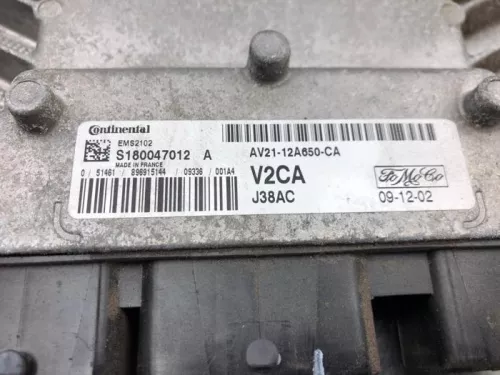 Continental
EMS2102
S180047012 A
MADE IN FRANCE
0 / 51461 / 896915144 / 09336 / 001A4
AV21-12A650-CA
V2CA
J38AC
FoMoCo
09-12-02